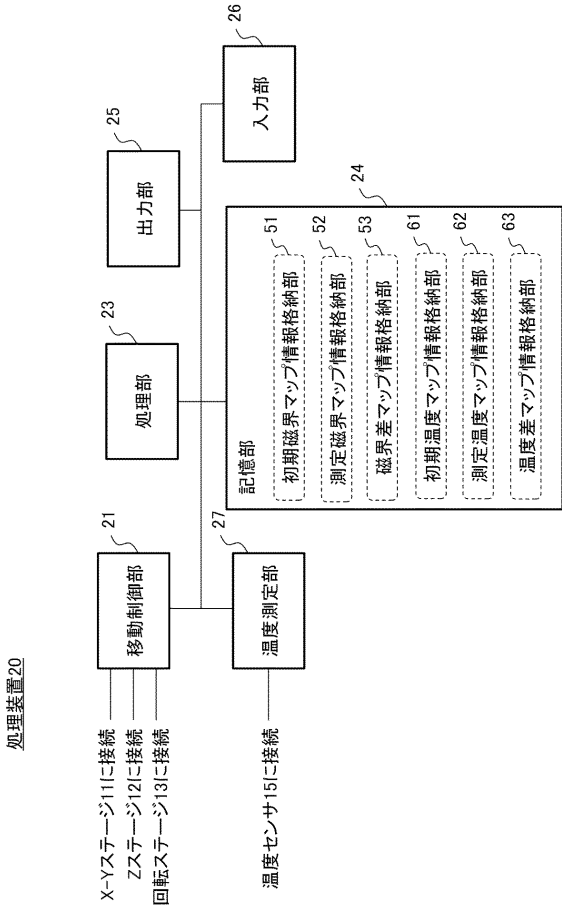 処理装置20
X-Yステージ11に接続
Zステージ12に接続
回転ステージ13に接続
温度センサ15に接続
21
移動制御部
27
温度測定部
23
処理部
25
出力部
26
入力部
24
記憶部
初期磁界マップ情報格納部
51
測定磁界マップ情報格納部
52
磁界差マップ情報格納部
53
初期温度マップ情報格納部
61
測定温度マップ情報格納部
62
温度差マップ情報格納部
63